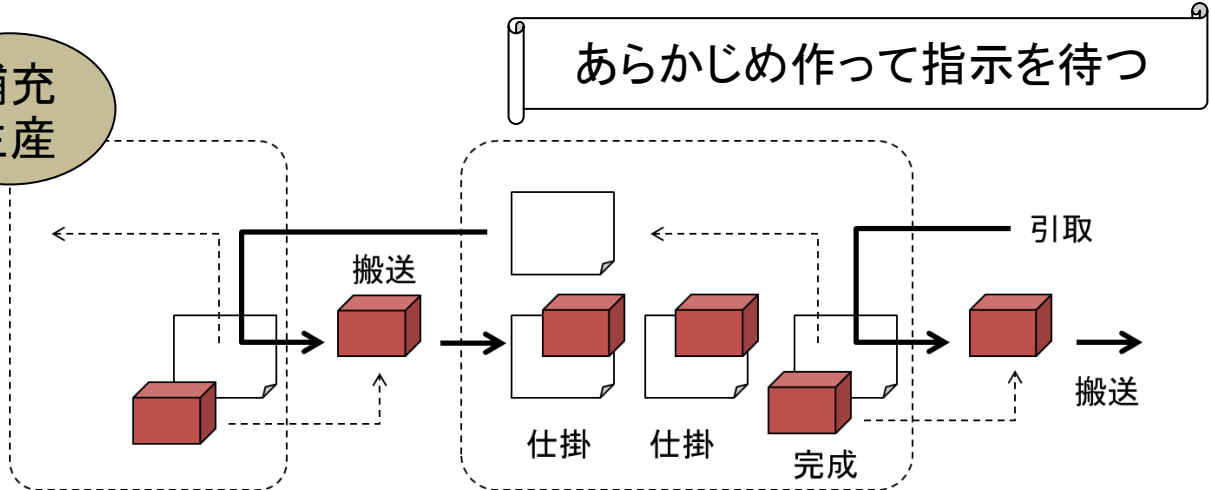 あらかじめ作って指示を待つ
補充
生産
引取
搬送
搬送
仕掛
仕掛
完成